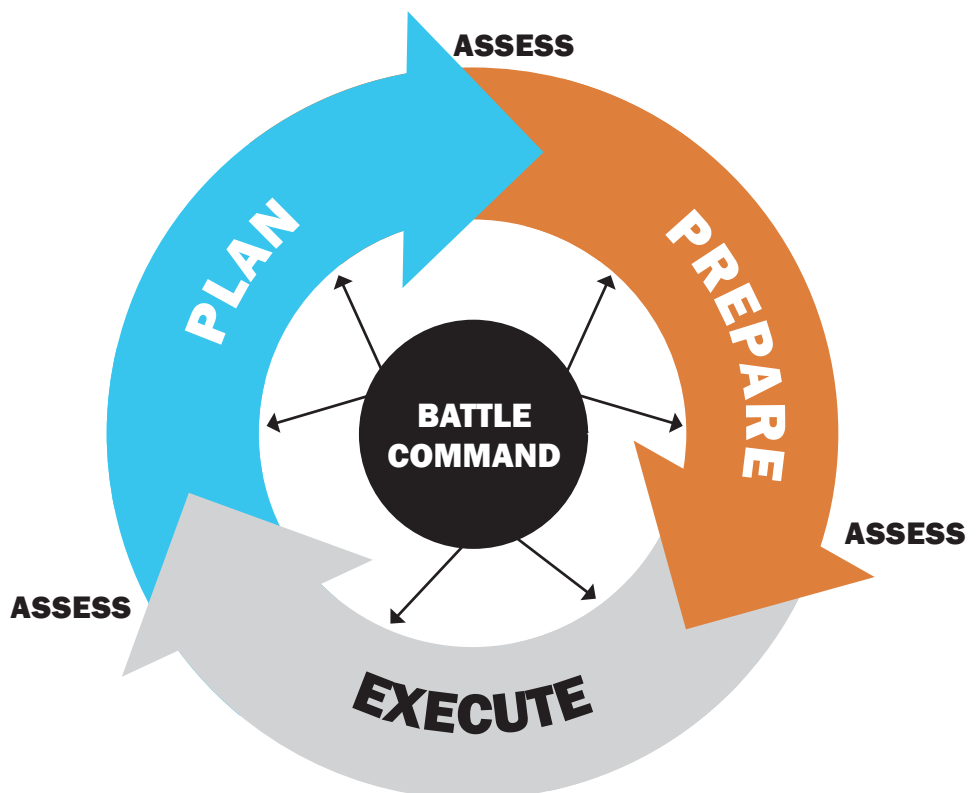 ASSESS
PLAN
PREPARE
BATTLE
COMMAND
ASSESS
ASSESS
EXECUTE